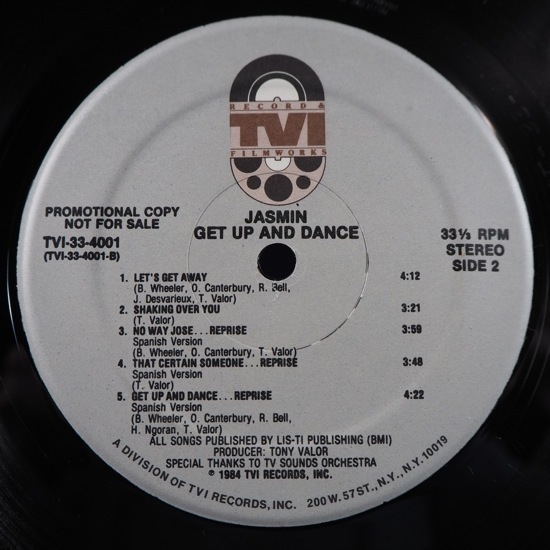 RECORD &
TVI
FILMWORKS
JASMIN
GET UP AND DANCE
PROMOTIONAL COPY
NOT FOR SALE
TVI-33-4001
(TVI-33-4001-B)
33⅓ RPM
STEREO
SIDE 2
1. LET'S GET AWAY 4:12
(B. Wheeler, O. Canterbury, R. Bell,
J. Desvarieux, T. Valor)
2. SHAKING OVER YOU 3:21
(T. Valor)
3. NO WAY JOSE...REPRISE 3:59
Spanish Version
(B. Wheeler, O. Canterbury, T. Valor)
4. THAT CERTAIN SOMEONE...REPRISE 3:48
Spanish Version
(T. Valor)
5. GET UP AND DANCE...REPRISE 4:22
Spanish Version
(B. Wheeler, O. Canterbury, R. Bell,
H. Ngoran, T. Valor)
ALL SONGS PUBLISHED BY LIS-TI PUBLISHING (BMI)
PRODUCER: TONY VALOR
SPECIAL THANKS TO TV SOUNDS ORCHESTRA
℗ 1984 TVI RECORDS, INC.
A DIVISION OF TVI RECORDS, INC. 200 W. 57 ST., N.Y., N.Y. 10019